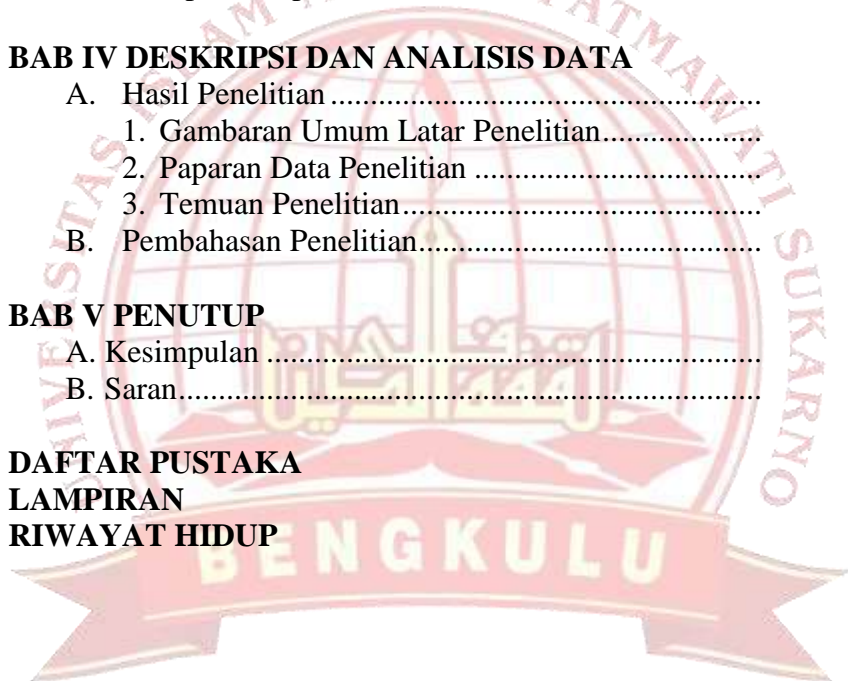 BAB IV DESKRIPSI DAN ANALISIS DATA
A. Hasil Penelitian ......................................................
1. Gambaran Umum Latar Penelitian....................
2. Paparan Data Penelitian ....................................
3. Temuan Penelitian.............................................
B. Pembahasan Penelitian...........................................
BAB V PENUTUP
A. Kesimpulan ..............................................................
B. Saran.........................................................................
DAFTAR PUSTAKA
LAMPIRAN
RIWAYAT HIDUP
BENGKULU